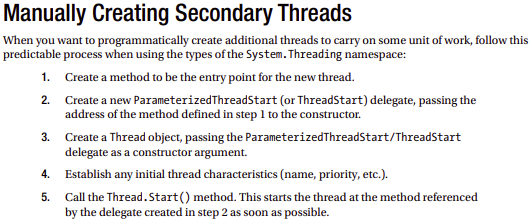 Manually Creating Secondary Threads
When you want to programmatically create additional threads to carry on some unit of work, follow this
predictable process when using the types of the System.Threading namespace:
1. Create a method to be the entry point for the new thread.
2. Create a new ParameterizedThreadStart (or ThreadStart) delegate, passing the
address of the method defined in step 1 to the constructor.
3. Create a Thread object, passing the ParameterizedThreadStart/ThreadStart
delegate as a constructor argument.
4. Establish any initial thread characteristics (name, priority, etc.).
5. Call the Thread.Start() method. This starts the thread at the method referenced
by the delegate created in step 2 as soon as possible.